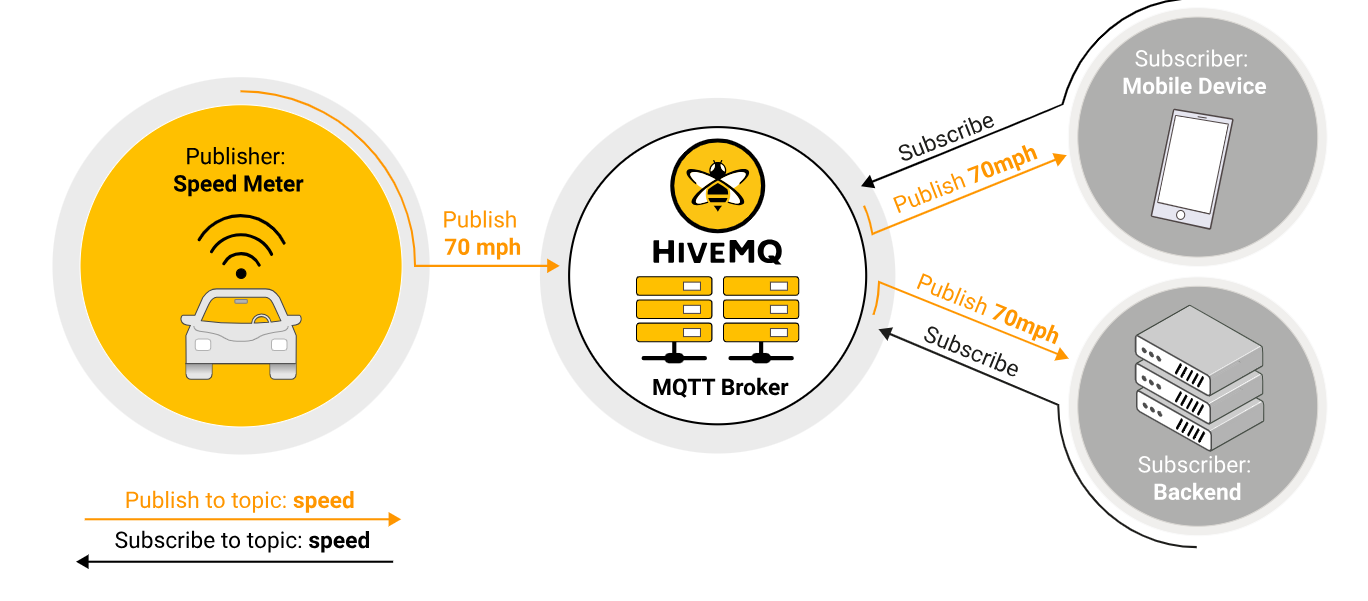 Publisher:
Speed Meter
Publish
70 mph
HIVEMQ
MQTT Broker
Subscribe
Publish 70mph
Subscriber:
Mobile Device
Publish 70mph
Subscribe
Subscriber:
Backend
Publish to topic: speed
Subscribe to topic: speed